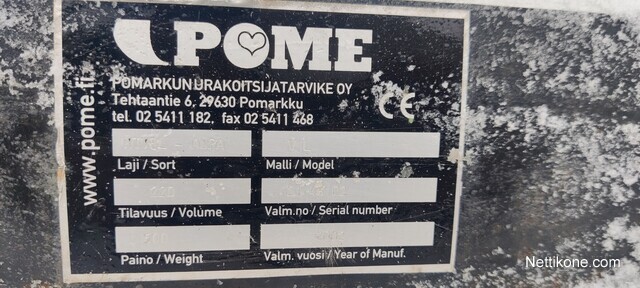 POME
POMARKUN URAKOITSIJATARVIKE OY
Tehtaantie 6, 29630 Pomarkku
tel. 02 5411 182, fax 02 5411 468
CE
www.pome.fi
Laji / Sort
Malli / Model
Tilavuus / Volume
Valm.no / Serial number
Paino / Weight
Valm. vuosi / Year of Manuf.
Nettikone.com